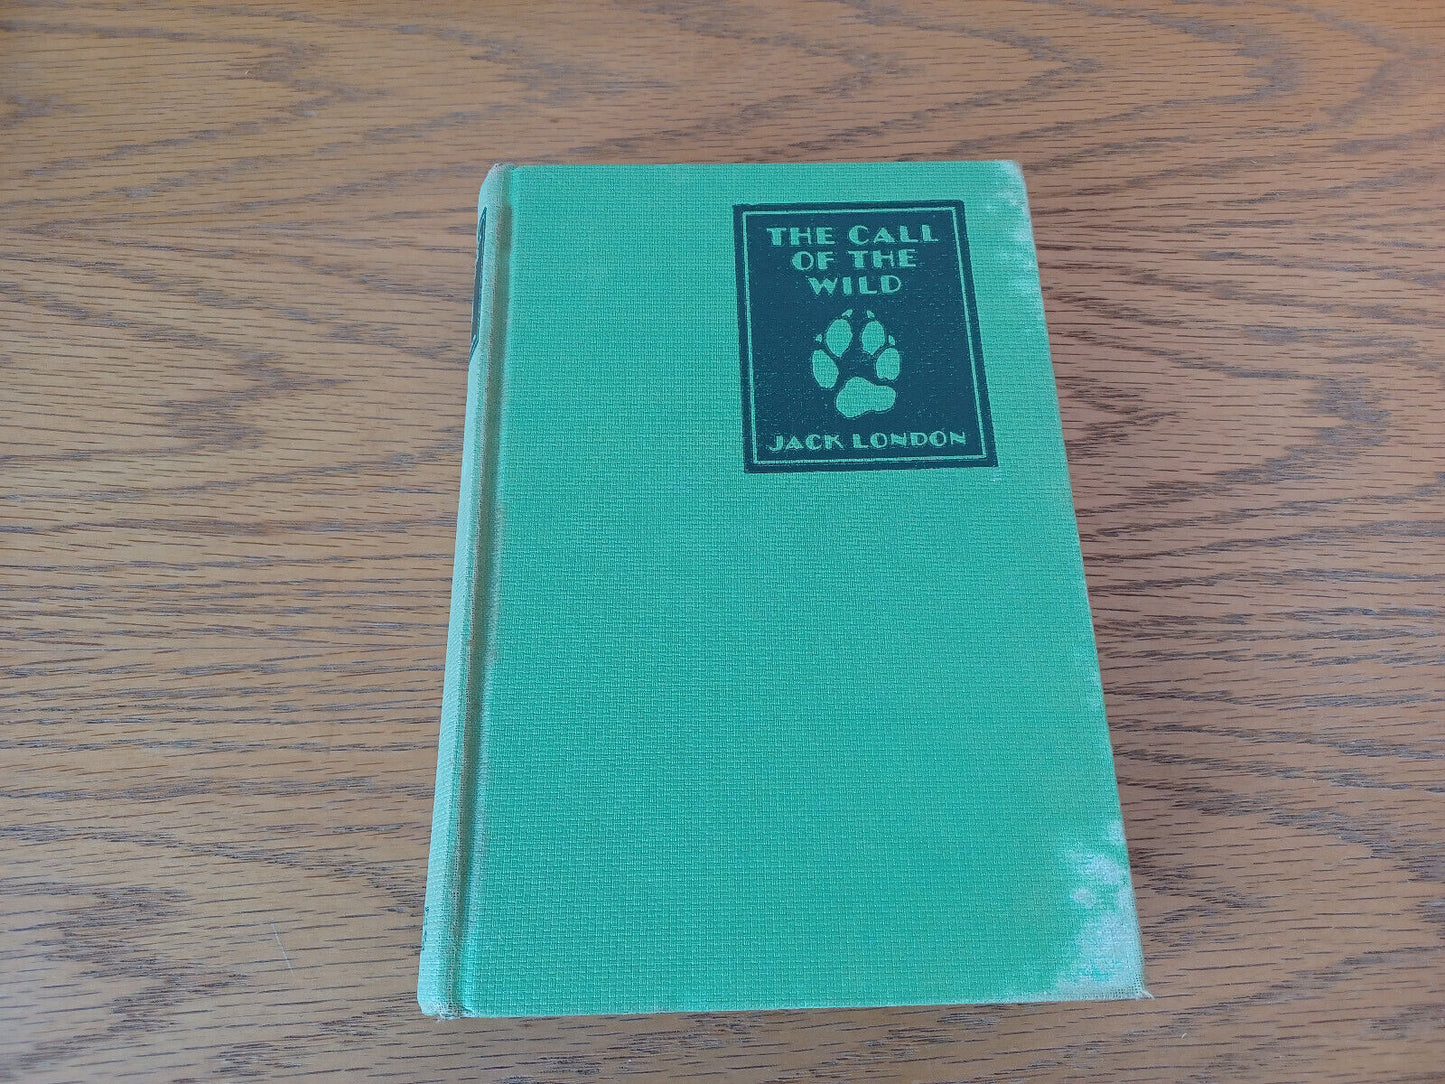 THE CALL
OF THE
WILD
JACK LONDON